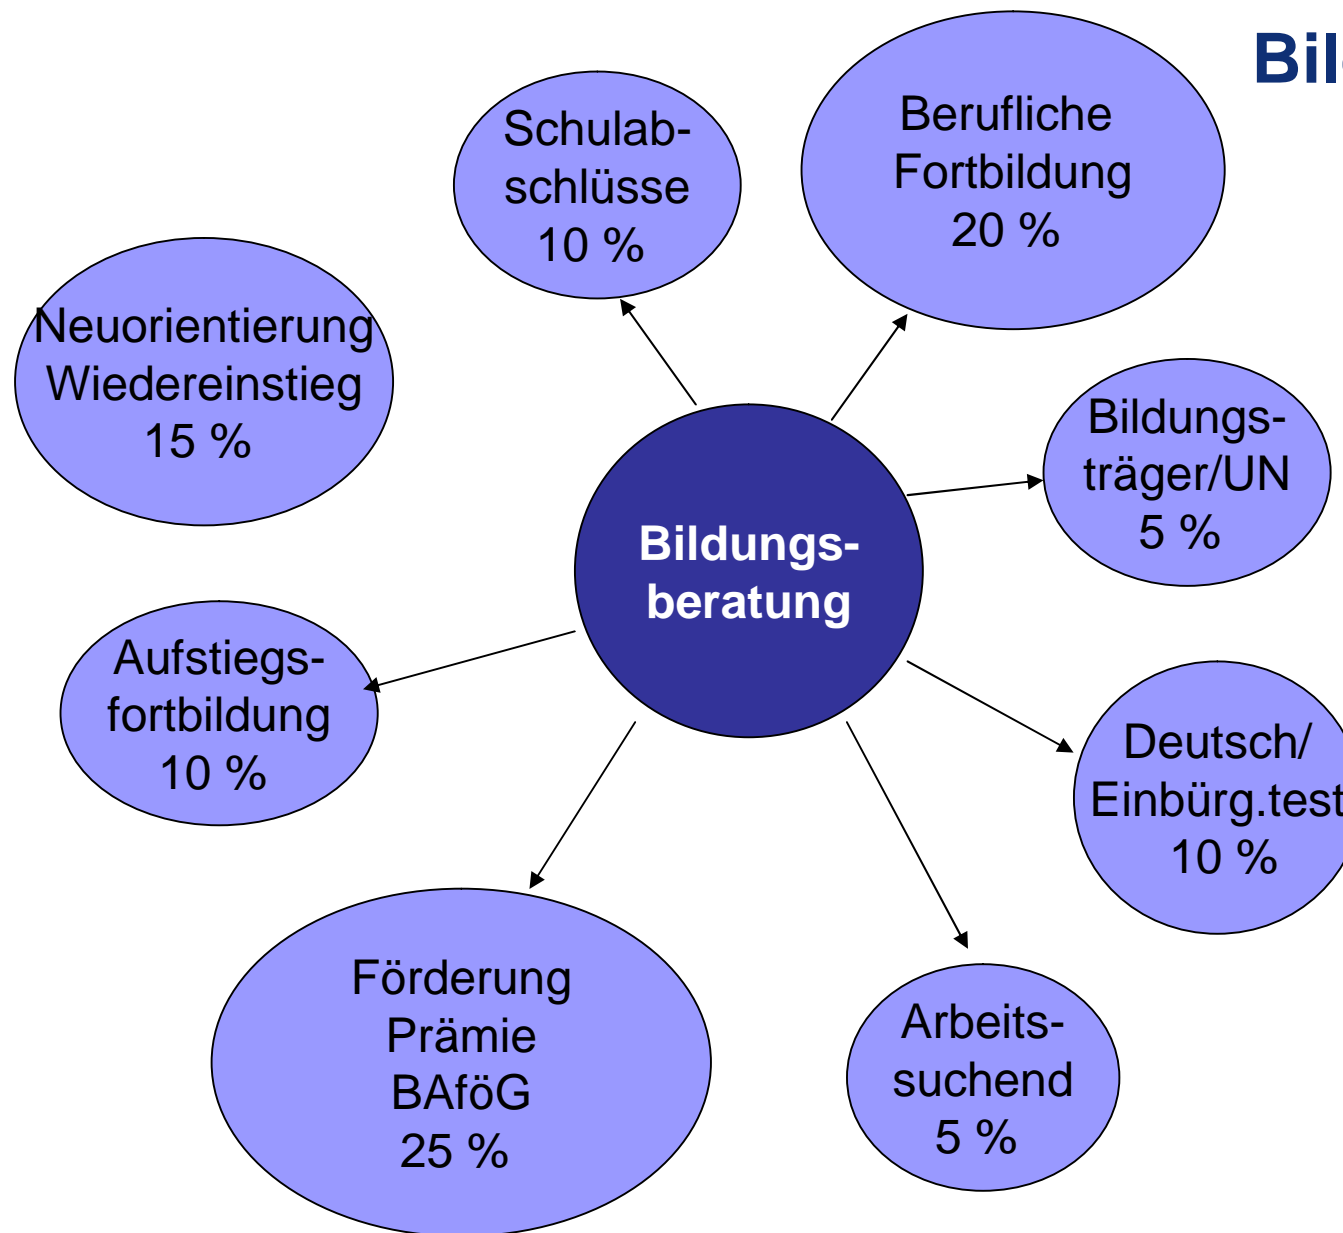 Bil
Schulab-
schlüsse
10 %
Berufliche
Fortbildung
20 %
Neuorientierung
Wiedereinstieg
15 %
Bildungs-
träger/UN
5 %
Bildungs-
beratung
Aufstiegs-
fortbildung
10 %
Deutsch/
Einbürg.test
10 %
Förderung
Prämie
BAföG
25 %
Arbeits-
suchend
5 %